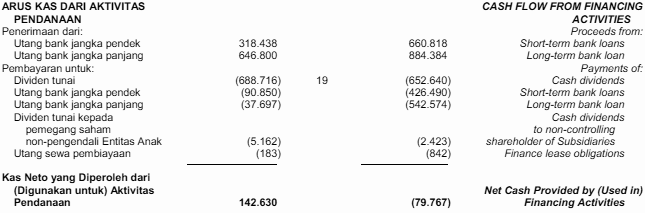 ARUS KAS DARI AKTIVITAS CASH FLOW FROM FINANCING
PENDANAAN ACTIVITIES
Penerimaan dari: Proceeds from:
Utang bank jangka pendek 318.438 660.818 Short-term bank loans
Utang bank jangka panjang 646.800 884.384 Long-term bank loan
Pembayaran untuk: Payments of:
Dividen tunai (688.716) 19 (652.640) Cash dividends
Utang bank jangka pendek (90.850) (426.490) Short-term bank loans
Utang bank jangka panjang (37.697) (542.574) Long-term bank loan
Dividen tunai kepada Cash dividends
pemegang saham to non-controlling
non-pengendali Entitas Anak (5.162) (2.423) shareholder of Subsidiaries
Utang sewa pembiayaan (183) (842) Finance lease obligations
Kas Neto yang Diperoleh dari
(Digunakan untuk) Aktivitas Net Cash Provided by (Used in)
Pendanaan 142.630 (79.767) Financing Activities